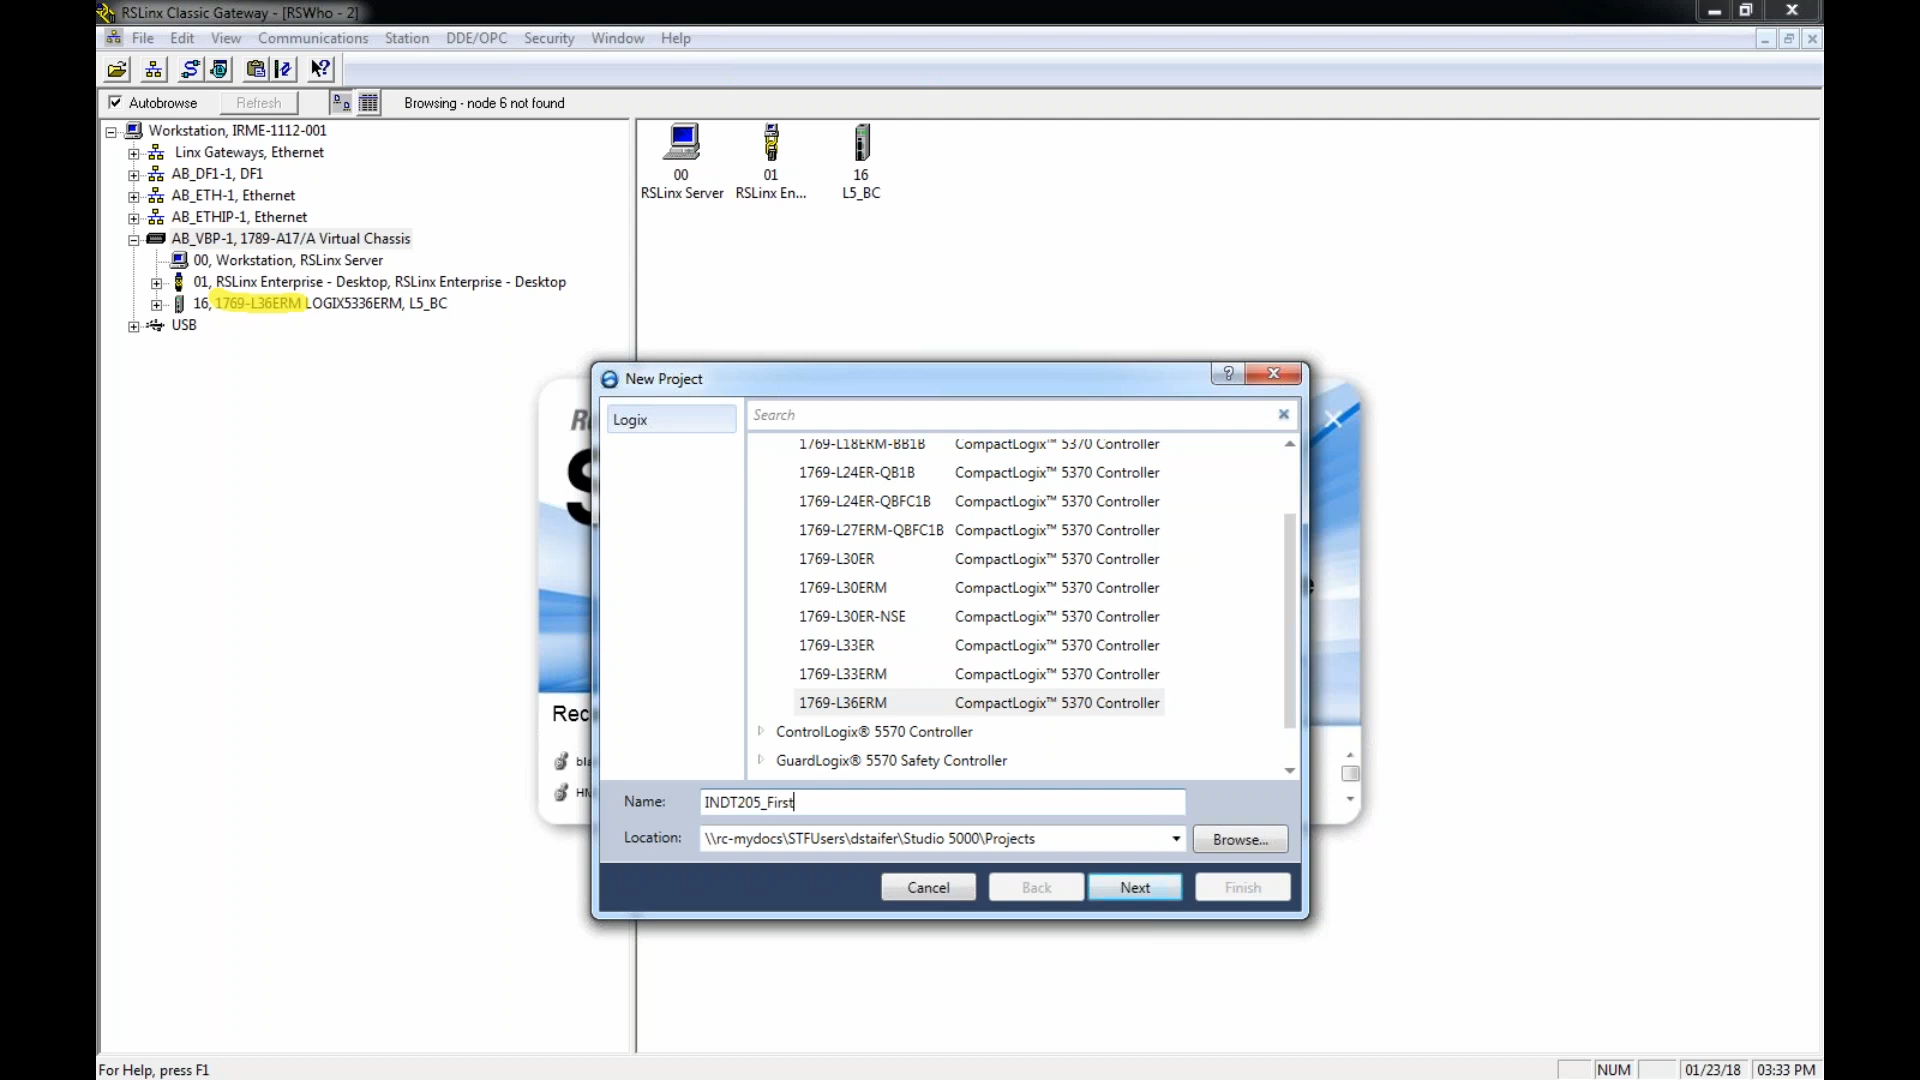 RSLinx Classic Gateway - [RSWho - 2]
File Edit View Communications Station DDE/OPC Security Window Help
Autobrowse Refresh Browsing - node 6 not found
Workstation, IRME-1112-001
Linx Gateways, Ethernet
AB_DF1-1, DF1
AB_ETH-1, Ethernet
AB_ETHIP-1, Ethernet
AB_VBP-1, 1789-A17/A Virtual Chassis
00, Workstation, RSLinx Server
01, RSLinx Enterprise - Desktop, RSLinx Enterprise - Desktop
16, 1769-L36ERM LOGIX5336ERM, L5_BC
USB
00 01 16
RSLinx Server RSLinx En... L5_BC
New Project
Logix
Search
1769-L18ERM-BB1B CompactLogix™ 5370 Controller
1769-L24ER-QB1B CompactLogix™ 5370 Controller
1769-L24ER-QBFC1B CompactLogix™ 5370 Controller
1769-L27ERM-QBFC1B CompactLogix™ 5370 Controller
1769-L30ER CompactLogix™ 5370 Controller
1769-L30ERM CompactLogix™ 5370 Controller
1769-L30ER-NSE CompactLogix™ 5370 Controller
1769-L33ER CompactLogix™ 5370 Controller
1769-L33ERM CompactLogix™ 5370 Controller
1769-L36ERM CompactLogix™ 5370 Controller
ControlLogix® 5570 Controller
GuardLogix® 5570 Safety Controller
Name: INDT205_First
Location: \\rc-mydocs\STFUsers\dstaifer\Studio 5000\Projects Browse...
Cancel Back Next Finish
Rec
HM
For Help, press F1 NUM 01/23/18 03:33 PM